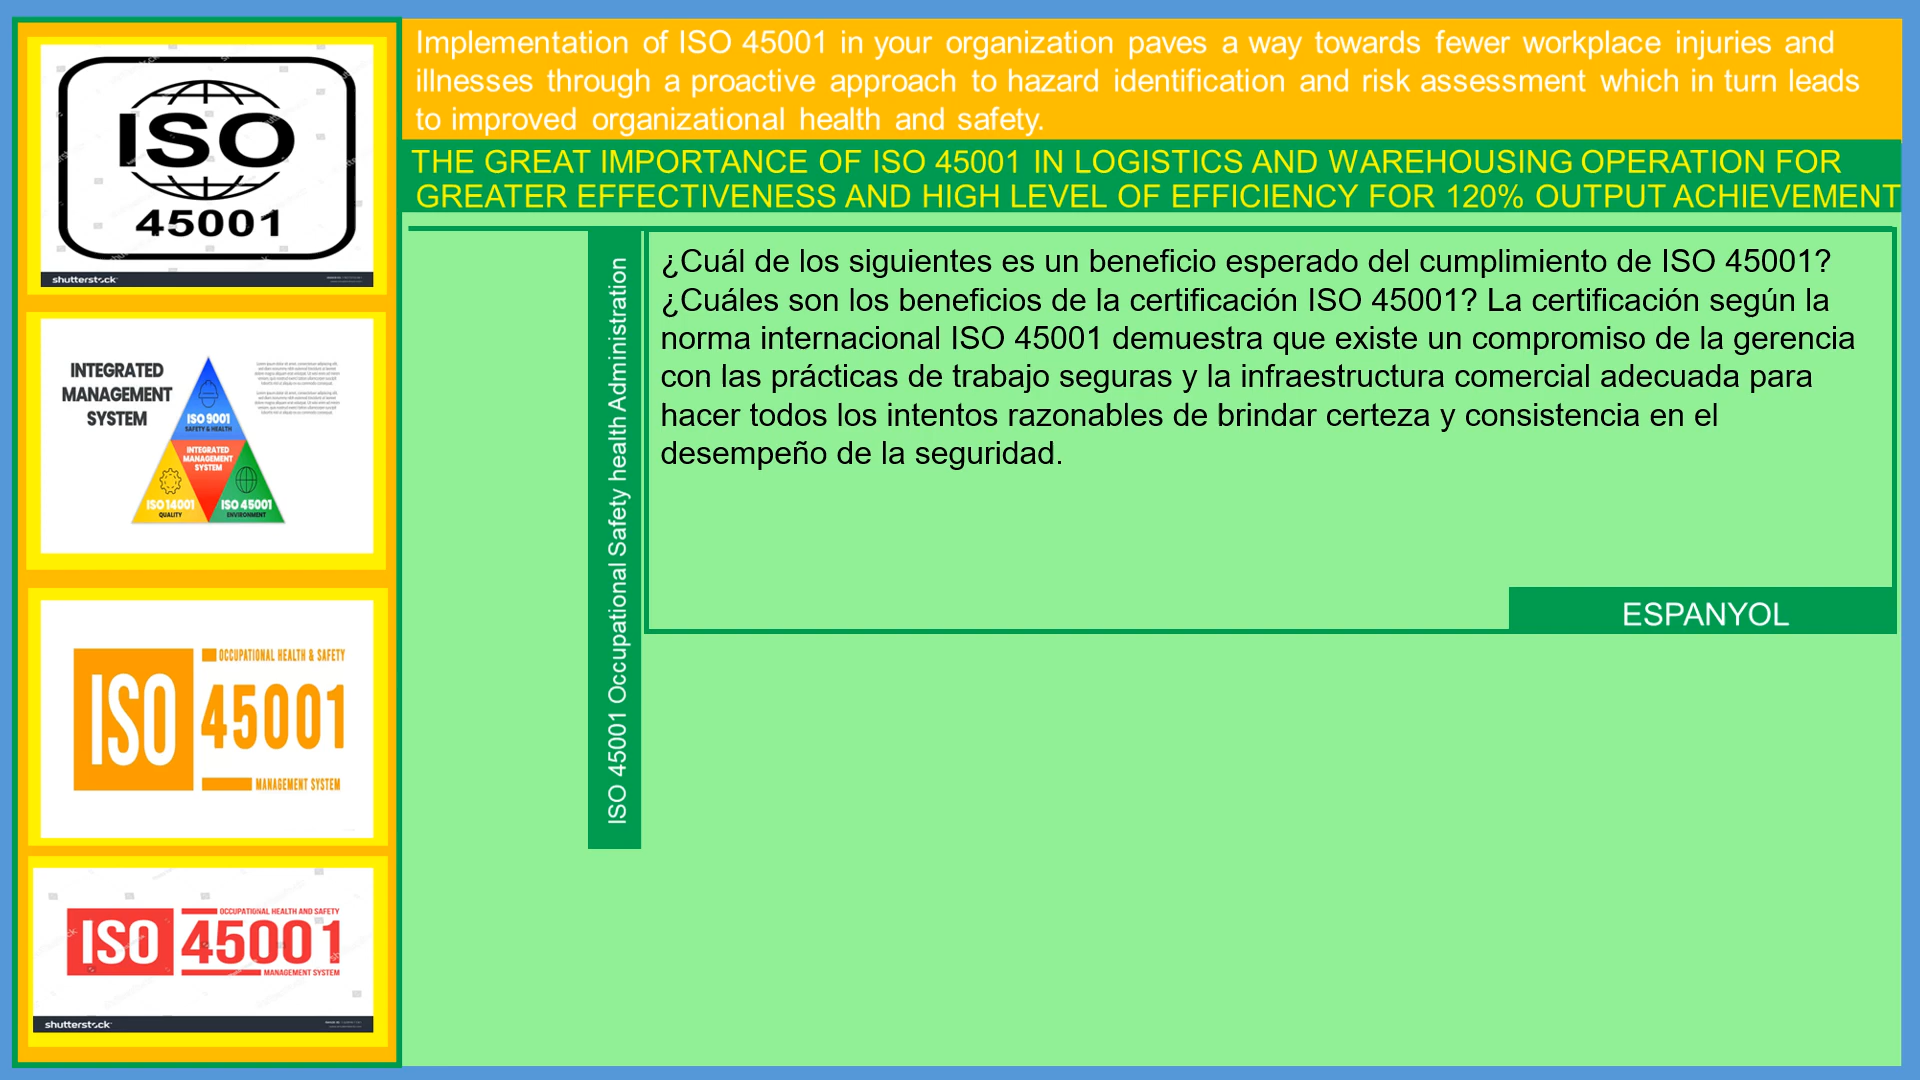 Implementation of ISO 45001 in your organization paves a way towards fewer workplace injuries and
illnesses through a proactive approach to hazard identification and risk assessment which in turn leads
to improved organizational health and safety.
THE GREAT IMPORTANCE OF ISO 45001 IN LOGISTICS AND WAREHOUSING OPERATION FOR
GREATER EFFECTIVENESS AND HIGH LEVEL OF EFFICIENCY FOR 120% OUTPUT ACHIEVEMENT
ISO
45001
shutterstock
INTEGRATED
MANAGEMENT
SYSTEM
ISO 9001
SAFETY & HEALTH
INTEGRATED
MANAGEMENT
SYSTEM
ISO 14001
QUALITY
ISO 45001
ENVIRONMENT
OCCUPATIONAL HEALTH & SAFETY
ISO 45001
MANAGEMENT SYSTEM
OCCUPATIONAL HEALTH AND SAFETY
ISO 45001
MANAGEMENT SYSTEM
shutterstock
ISO 45001 Occupational Safety health Administration
¿Cuál de los siguientes es un beneficio esperado del cumplimiento de ISO 45001?
¿Cuáles son los beneficios de la certificación ISO 45001? La certificación según la
norma internacional ISO 45001 demuestra que existe un compromiso de la gerencia
con las prácticas de trabajo seguras y la infraestructura comercial adecuada para
hacer todos los intentos razonables de brindar certeza y consistencia en el
desempeño de la seguridad.
ESPANYOL